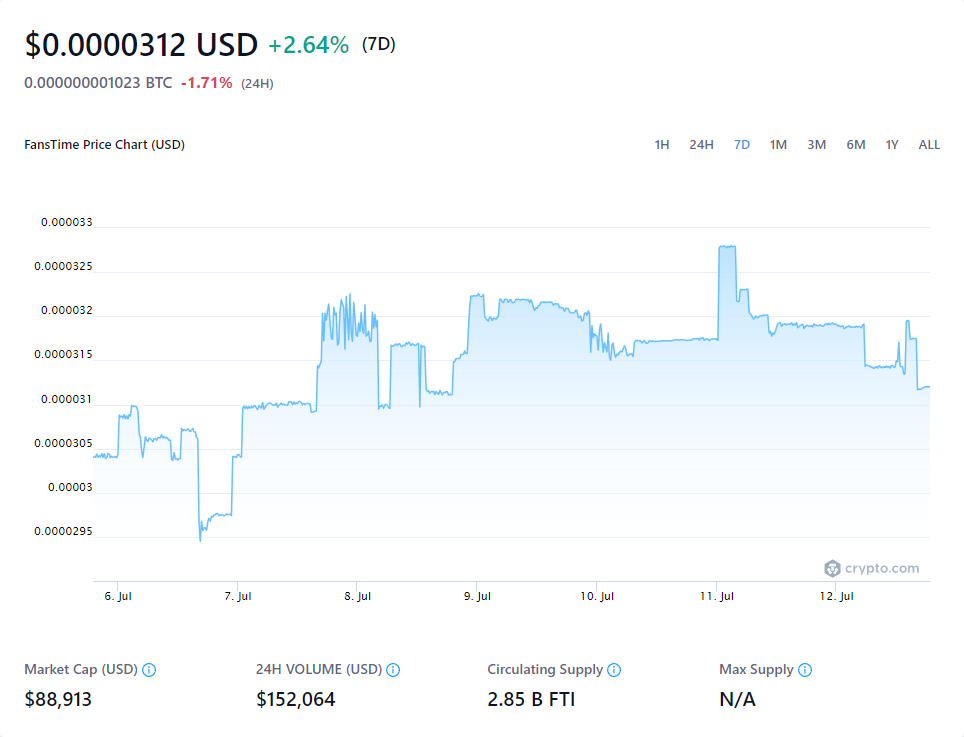 $0.0000312 USD +2.64% (7D)
0.000000001023 BTC -1.71% (24H)
FansTime Price Chart (USD) 1H 24H 7D 1M 3M 6M 1Y ALL
0.000033
0.0000325
0.000032
0.0000315
0.000031
0.0000305
0.00003
0.0000295
crypto.com
6. Jul 7. Jul 8. Jul 9. Jul 10. Jul 11. Jul 12. Jul
Market Cap (USD) 24H VOLUME (USD) Circulating Supply Max Supply
$88,913 $152,064 2.85 B FTI N/A